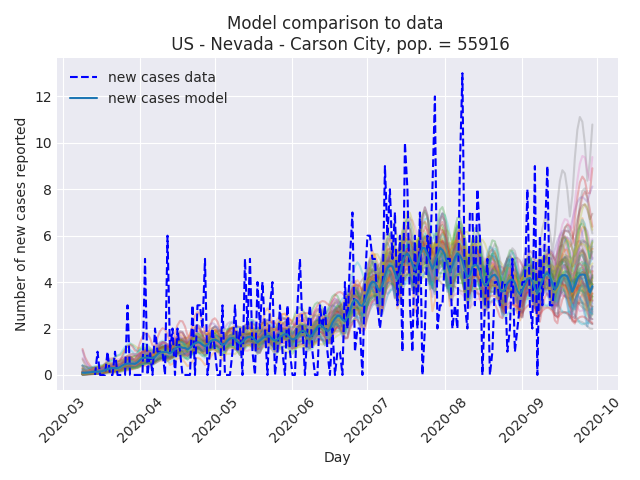 Model comparison to data
US - Nevada - Carson City, pop. = 55916
new cases data
new cases model
Number of new cases reported
12
10
8
6
4
2
0
2020-03
2020-04
2020-05
2020-06
2020-07
2020-08
2020-09
2020-10
Day